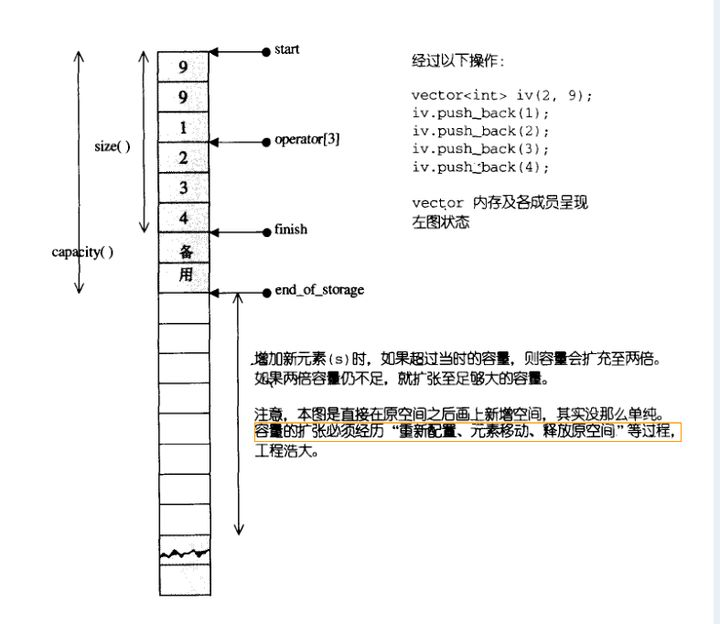 start
9
9
1
operator[3]
size( )
2
3
4
finish
capacity( )
备
用
end_of_storage
经过以下操作:
vector<int> iv(2, 9);
iv.push_back(1);
iv.push_back(2);
iv.push_back(3);
iv.push_back(4);
vector 内存及各成员呈现
左图状态
增加新元素(s)时，如果超过当时的容量，则容量会扩充至两倍。
如果两倍容量仍不足，就扩张至足够大的容量。
注意，本图是直接在原空间之后画上新增空间，其实没那么单纯。
容量的扩张必须经历“重新配置、元素移动、释放原空间”等过程，
工程浩大。